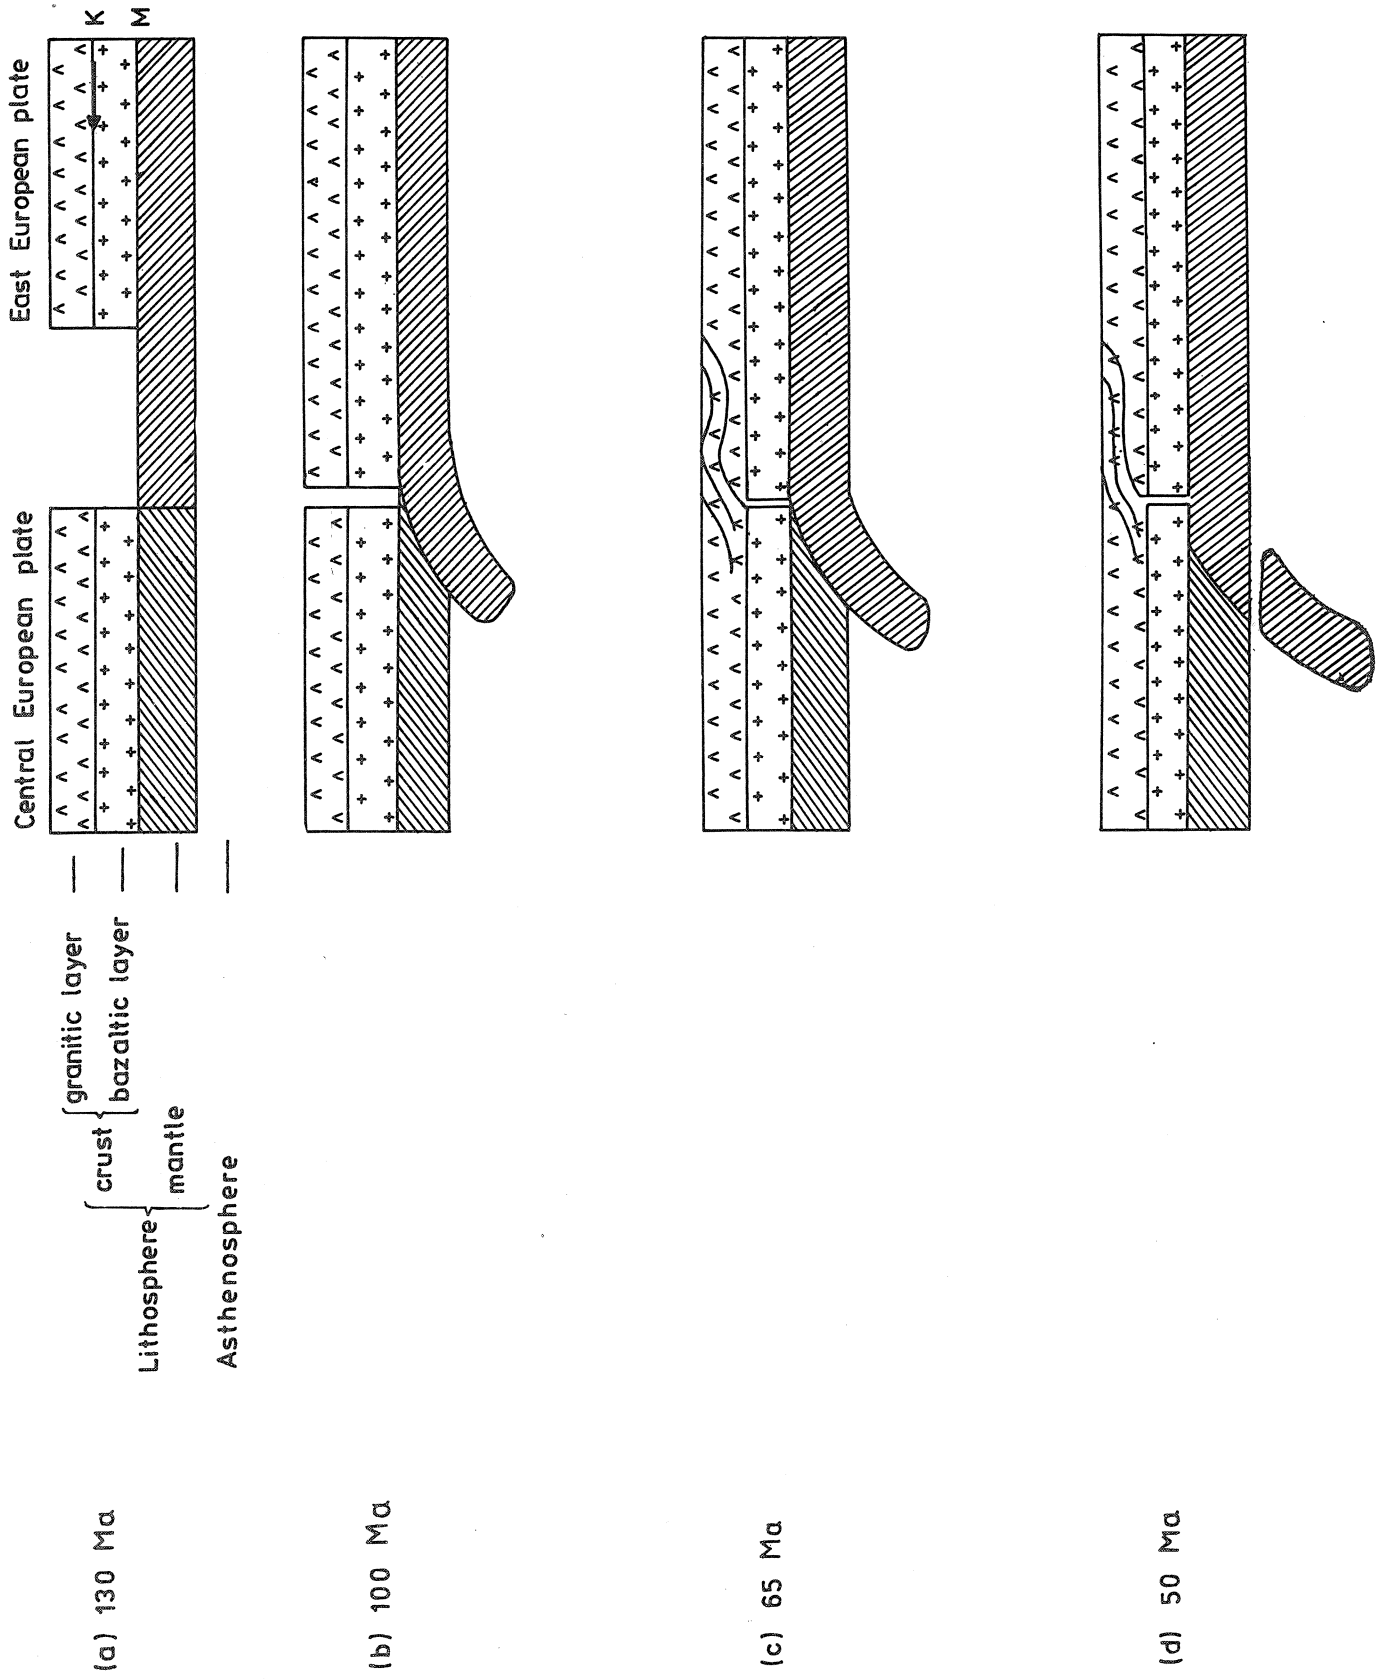 Central European plate
East European plate
K
M
granitic layer
crust
bazaltic layer
Lithosphere
mantle
Asthenosphere
(a) 130 Ma
(b) 100 Ma
(c) 65 Ma
(d) 50 Ma